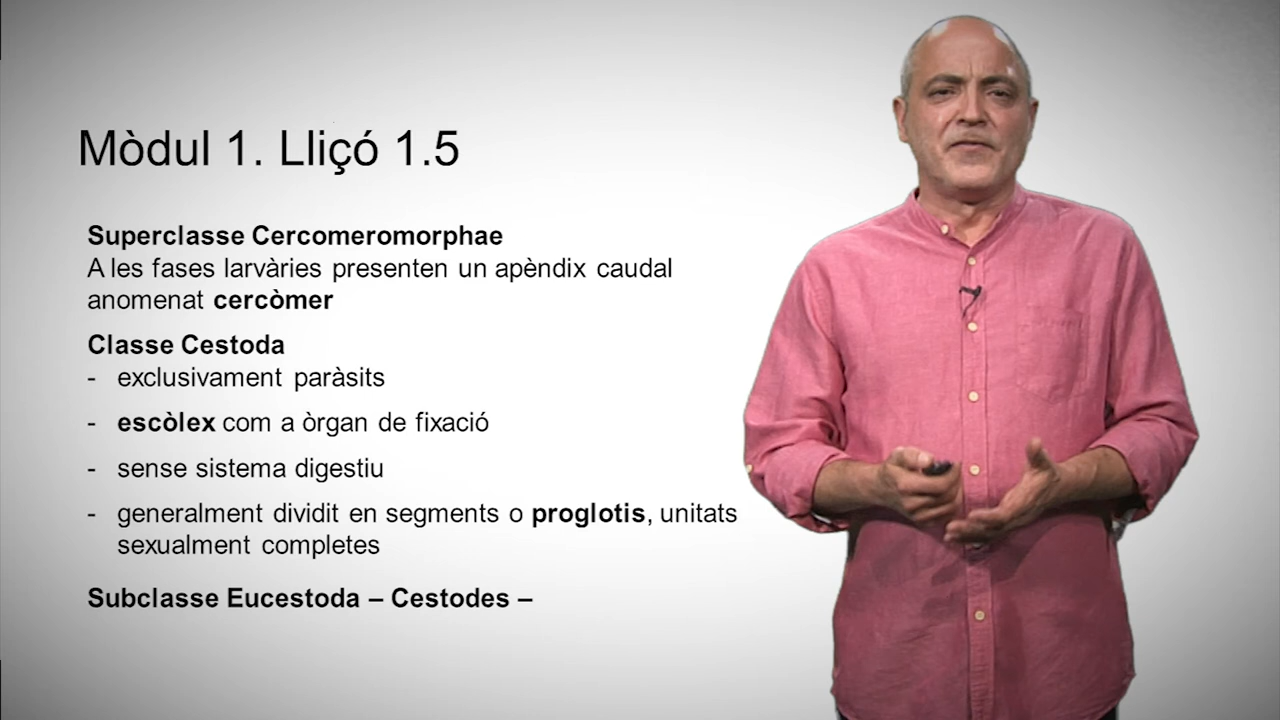 Mòdul 1. Lliçó 1.5
Superclasse Cercomeromorphae
A les fases larvàries presenten un apèndix caudal
anomenat cercòmer
Classe Cestoda
- exclusivament paràsits
- escòlex com a òrgan de fixació
- sense sistema digestiu
- generalment dividit en segments o proglotis, unitats
sexualment completes
Subclasse Eucestoda – Cestodes –